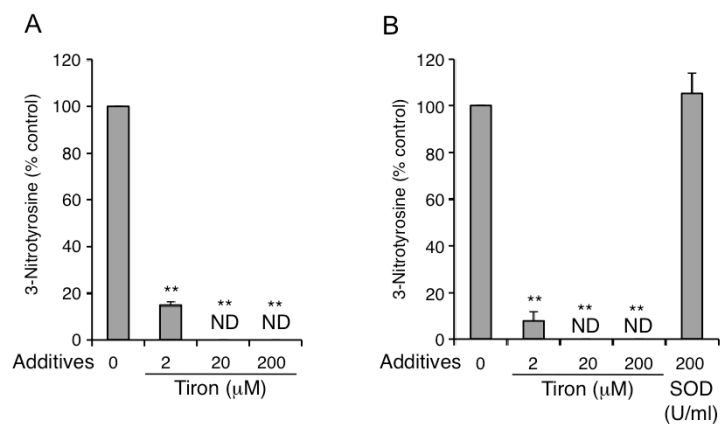 A
3-Nitrotyrosine (% control)
120
100
80
60
40
20
0
**
**
**
ND
ND
Additives 0 2 20 200
Tiron (μM)
B
3-Nitrotyrosine (% control)
120
100
80
60
40
20
0
**
**
**
ND
ND
Additives 0 2 20 200 200
Tiron (μM) SOD
(U/ml)